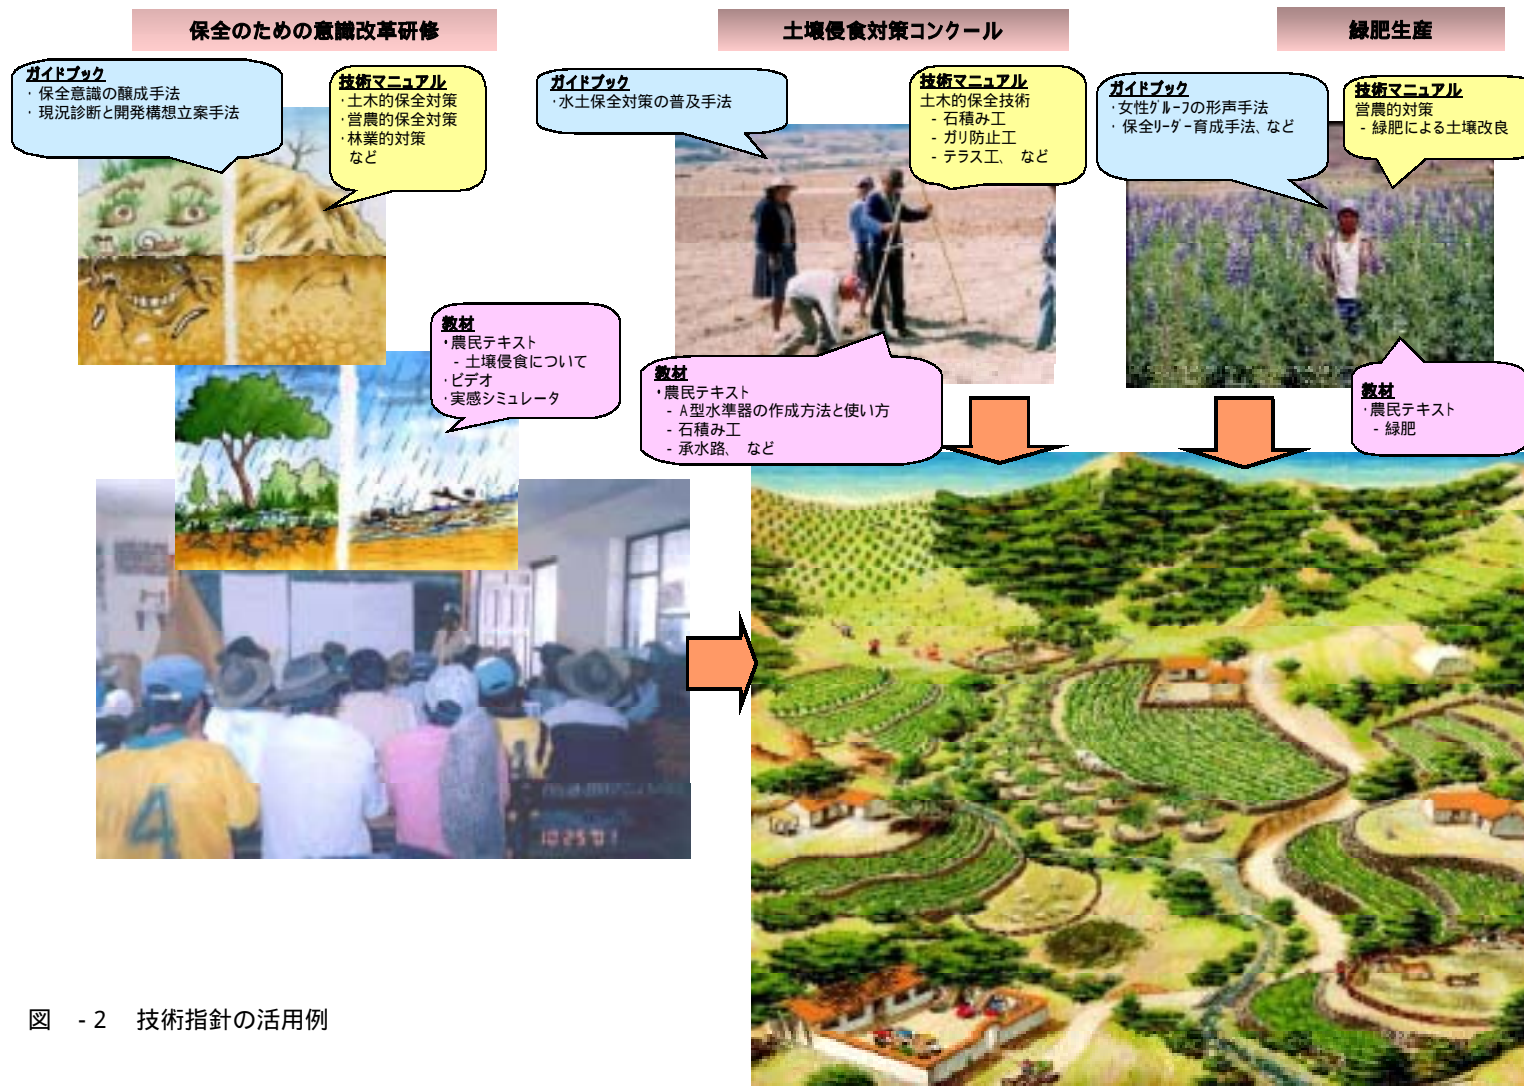 保全のための意識改革研修
土壌侵食対策コンクール
緑肥生産
ガイドブック
· 保全意識の醸成手法
· 現況診断と開発構想立案手法
技術マニュアル
·土木的保全対策
·営農的保全対策
·林業的対策
など
ガイドブック
·水土保全対策の普及手法
技術マニュアル
土木的保全技術
- 石積み工
- ガリ防止工
- テラス工、 など
ガイドブック
·女性グループの形声手法
· 保全リーダー育成手法、など
技術マニュアル
営農的対策
- 緑肥による土壌改良
教材
·農民テキスト
- 土壌侵食について
·ビデオ
·実感シミュレータ
教材
·農民テキスト
- A型水準器の作成方法と使い方
- 石積み工
- 承水路、 など
教材
·農民テキスト
- 緑肥
4
10 25 '0 1
図 -2 技術指針の活用例